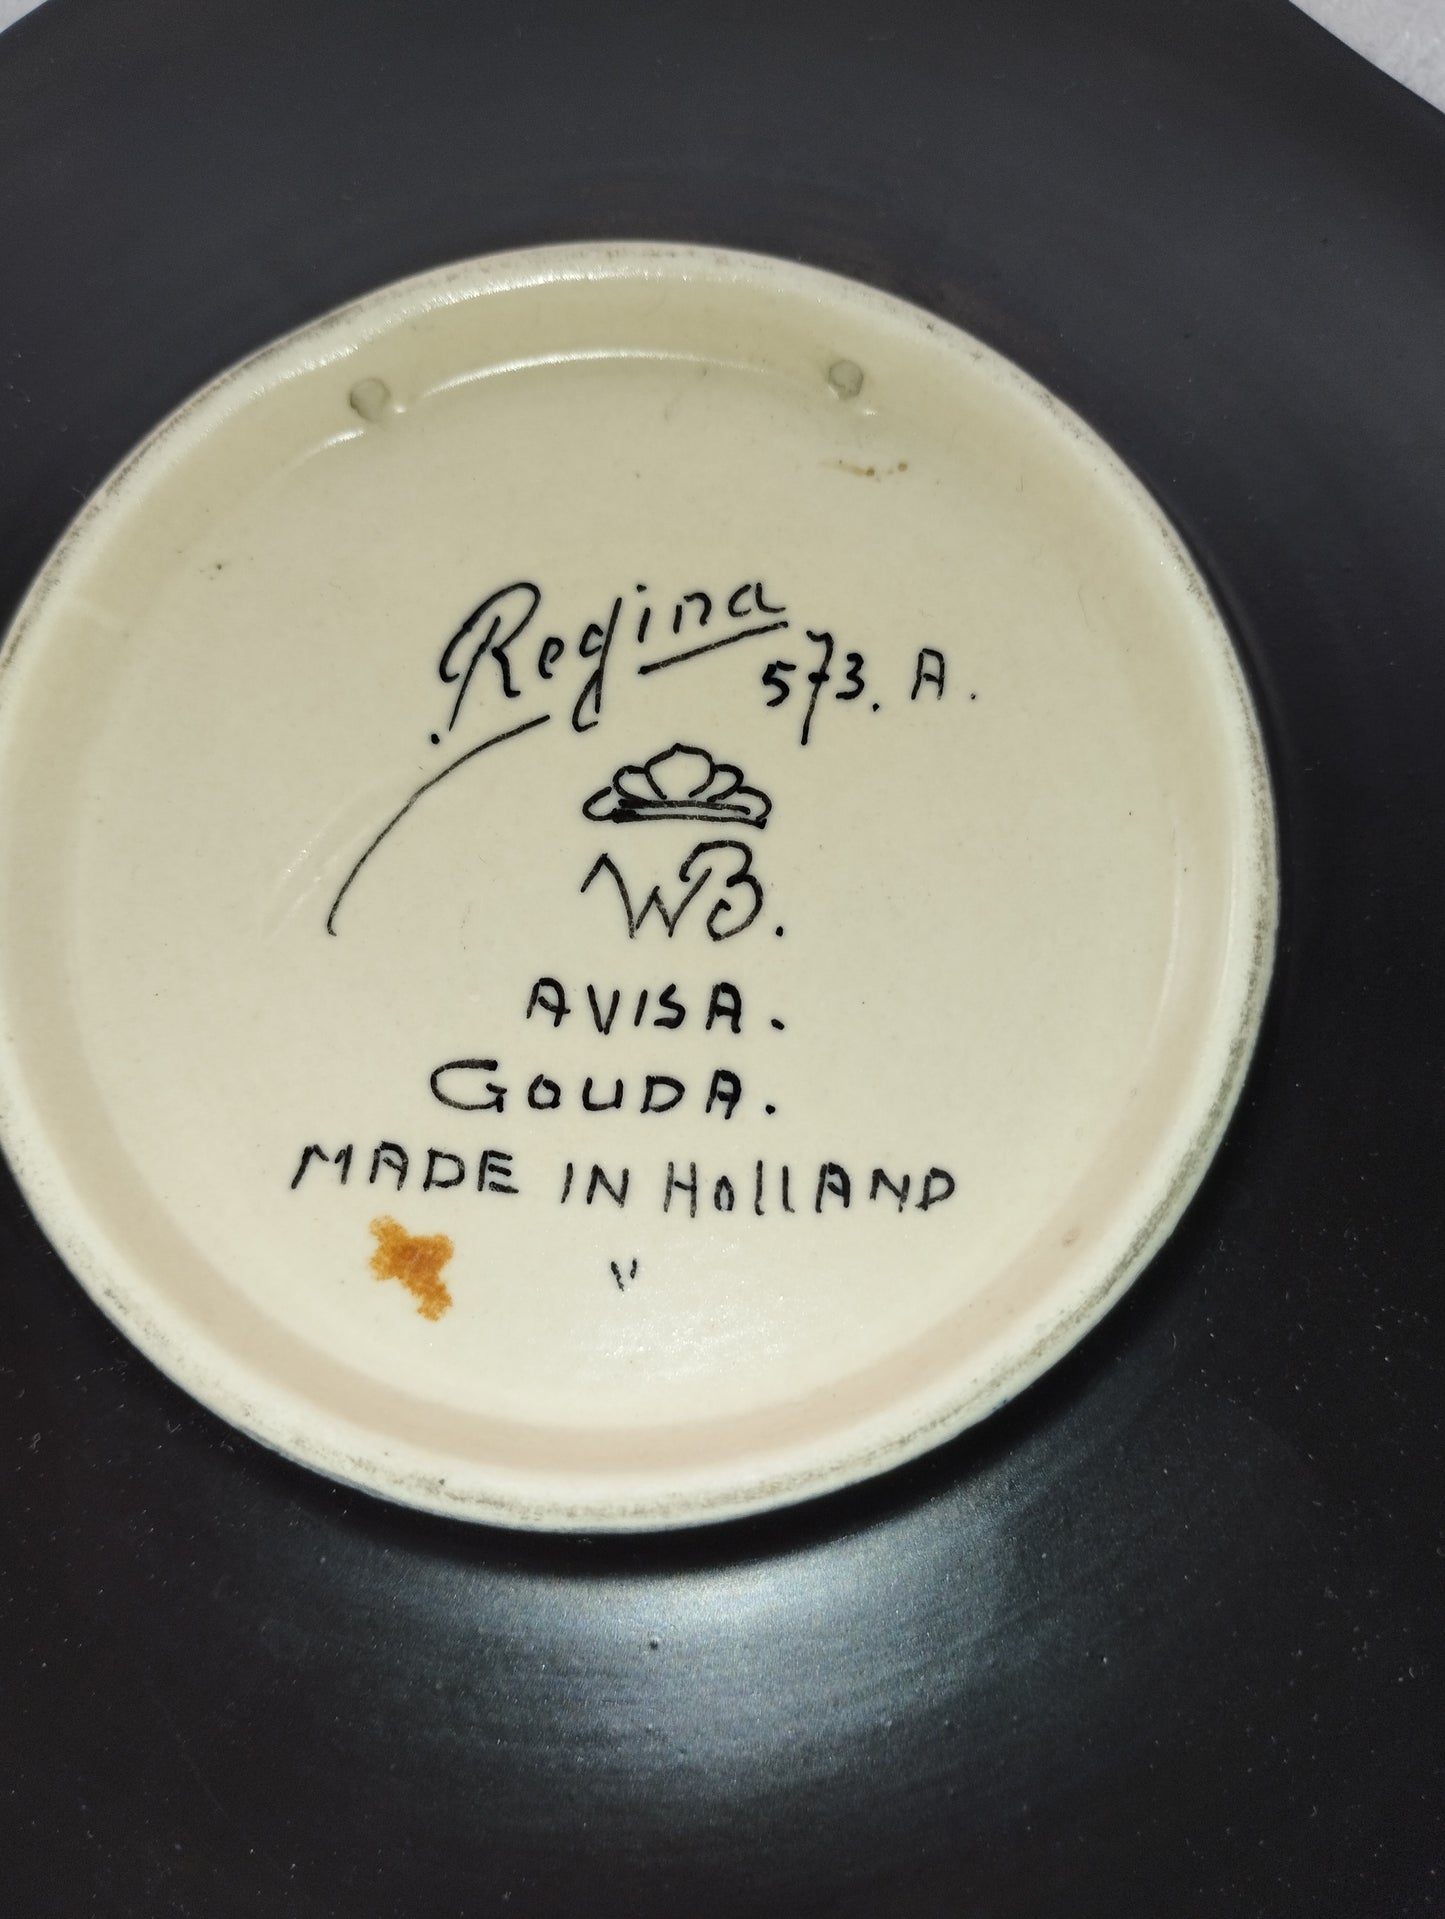 Regina
573. A.
WB.
AVISA.
GOUDA.
MADE IN HOllAND
V